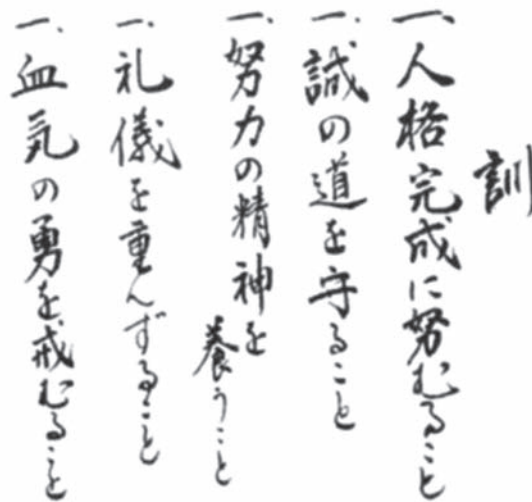 訓
一、人格完成に努むること
一、誠の道を守ること
一、努力の精神を養うこと
一、礼儀を重んずること
一、血気の勇を戒むること